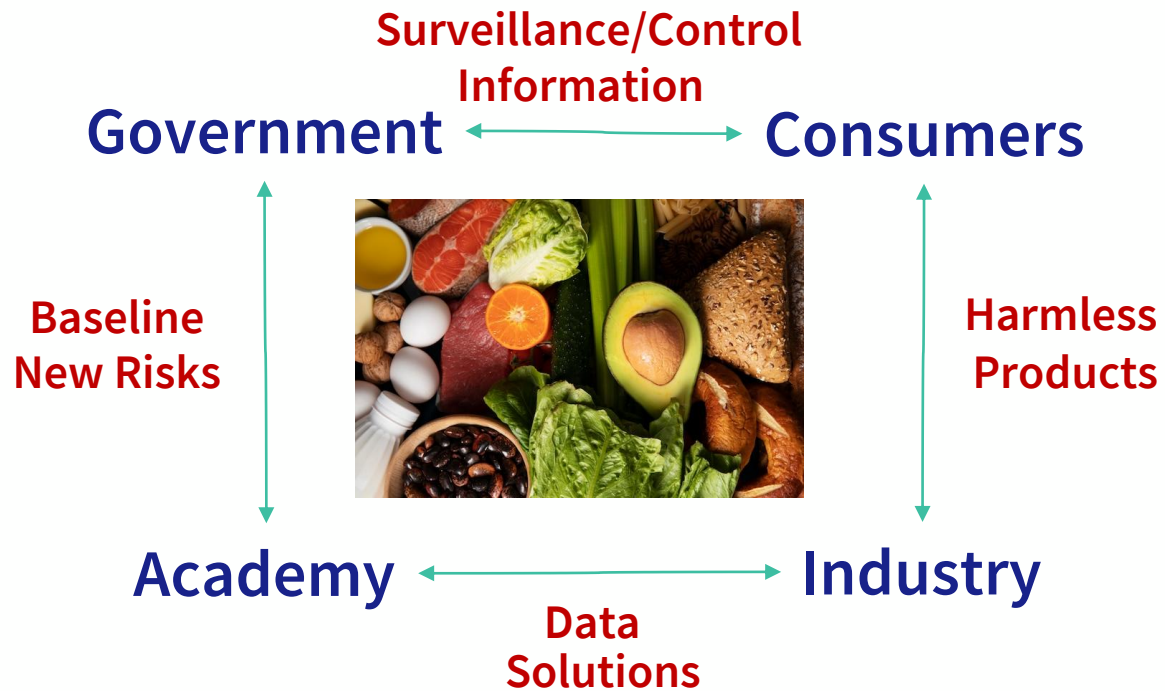 Surveillance/Control
Information
Government
Consumers
Baseline
New Risks
Harmless
Products
Academy
Industry
Data
Solutions